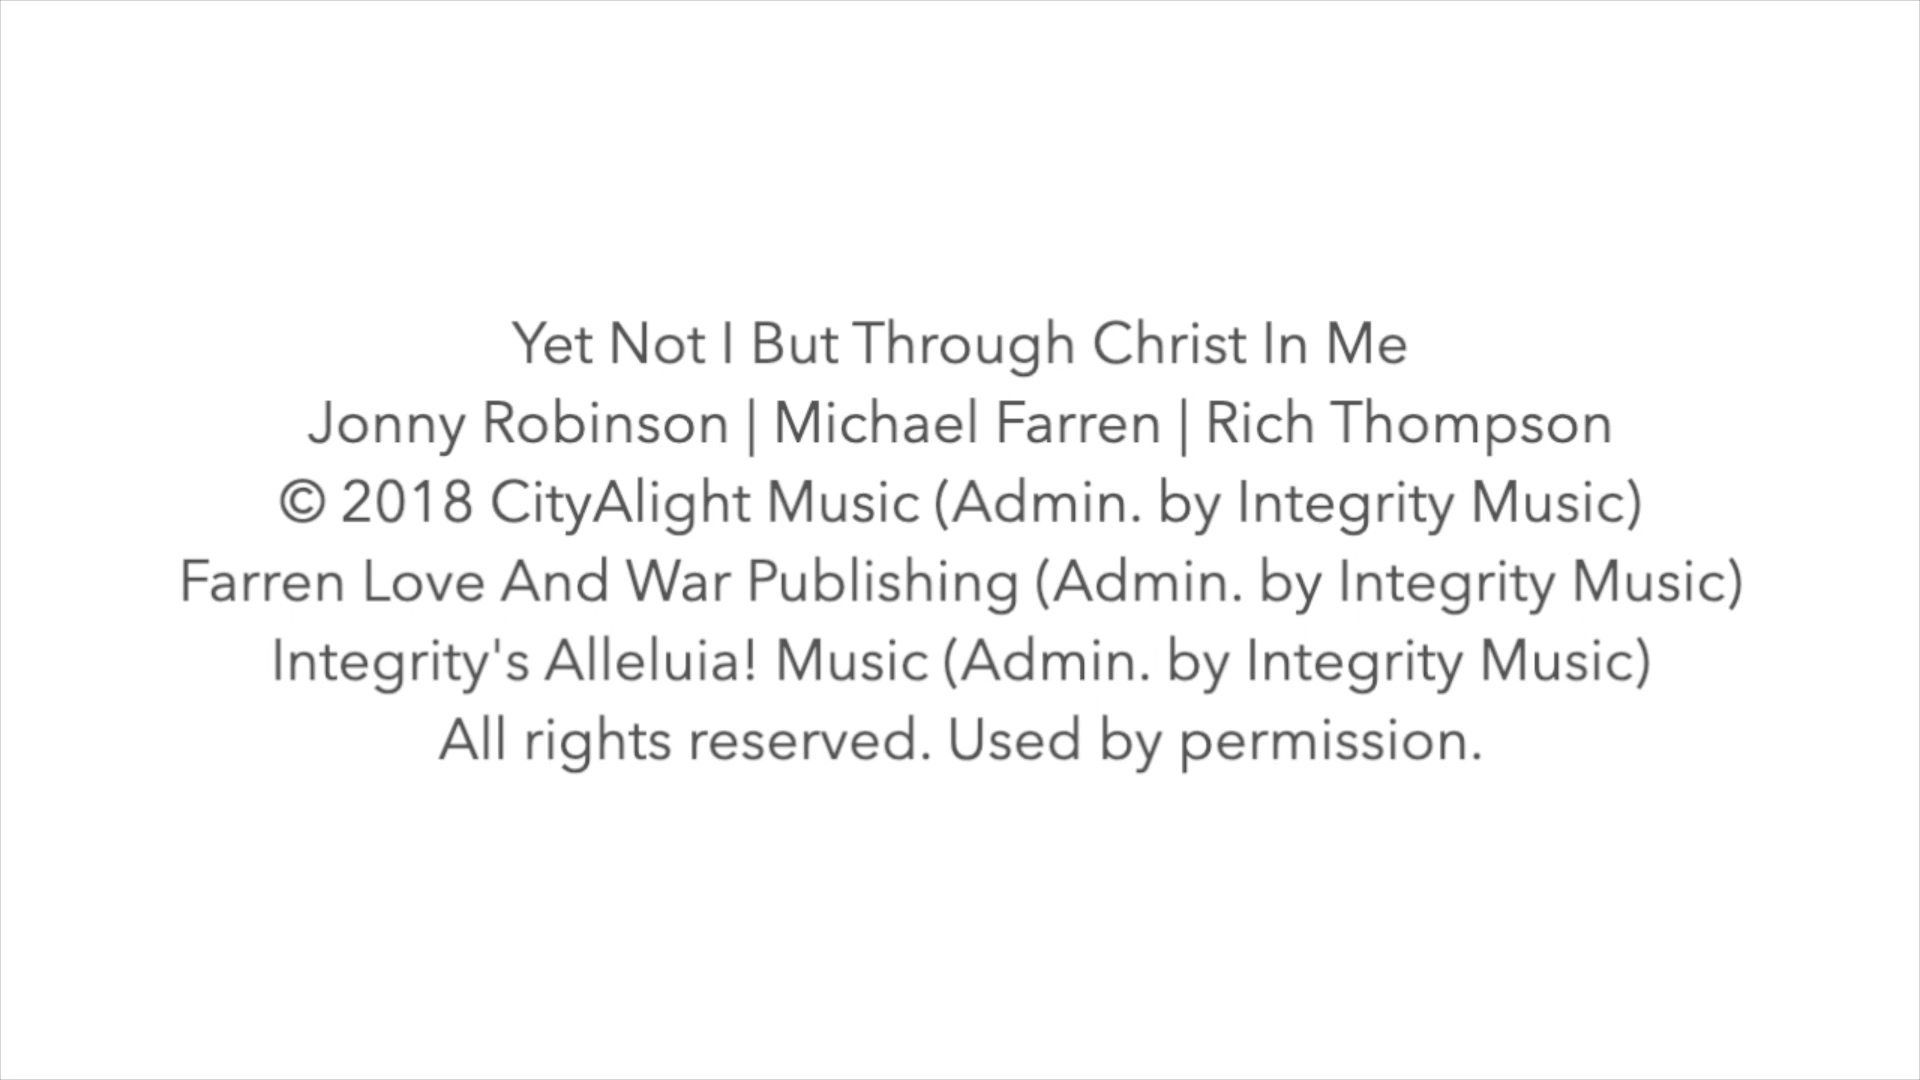 Yet Not I But Through Christ In Me
Jonny Robinson | Michael Farren | Rich Thompson
© 2018 CityAlight Music (Admin. by Integrity Music)
Farren Love And War Publishing (Admin. by Integrity Music)
Integrity's Alleluia! Music (Admin. by Integrity Music)
All rights reserved. Used by permission.